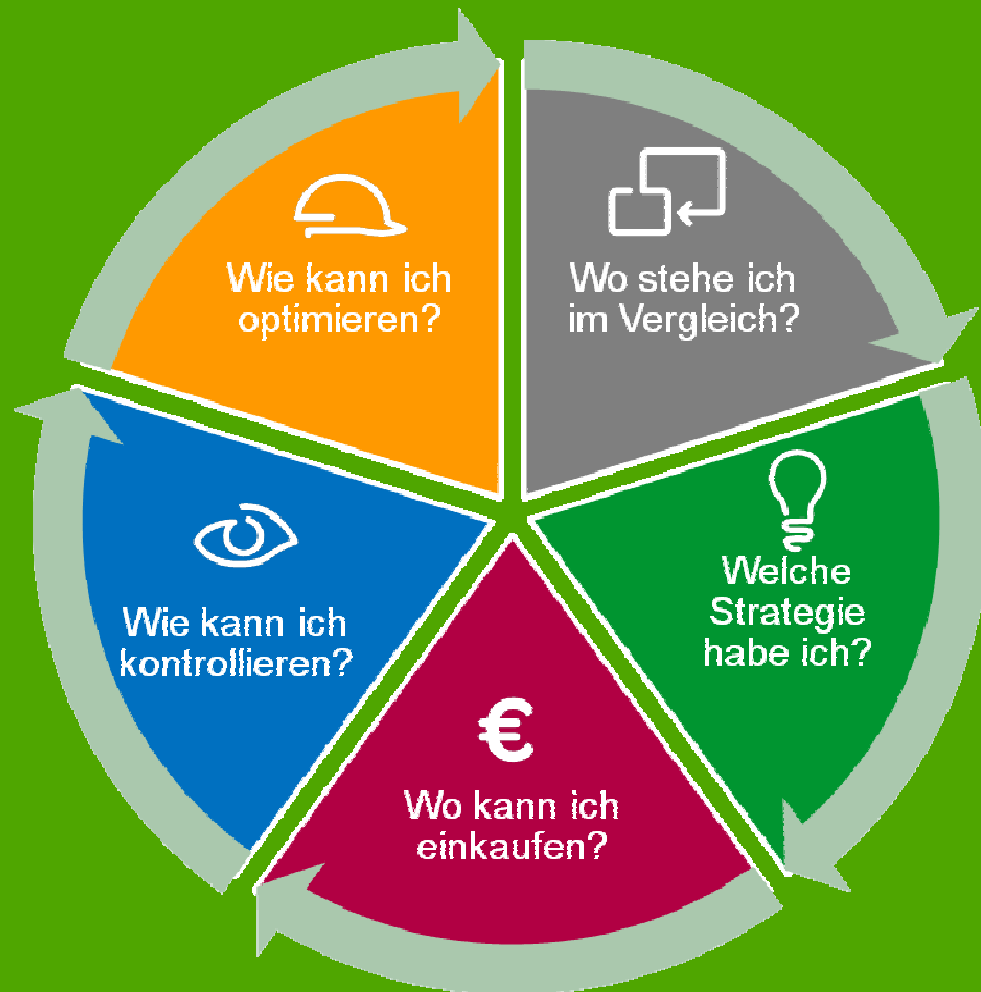 Wie kann ich
optimieren?
Wo stehe ich
im Vergleich?
Welche
Strategie
habe ich?
Wie kann ich
kontrollieren?
€
Wo kann ich
einkaufen?